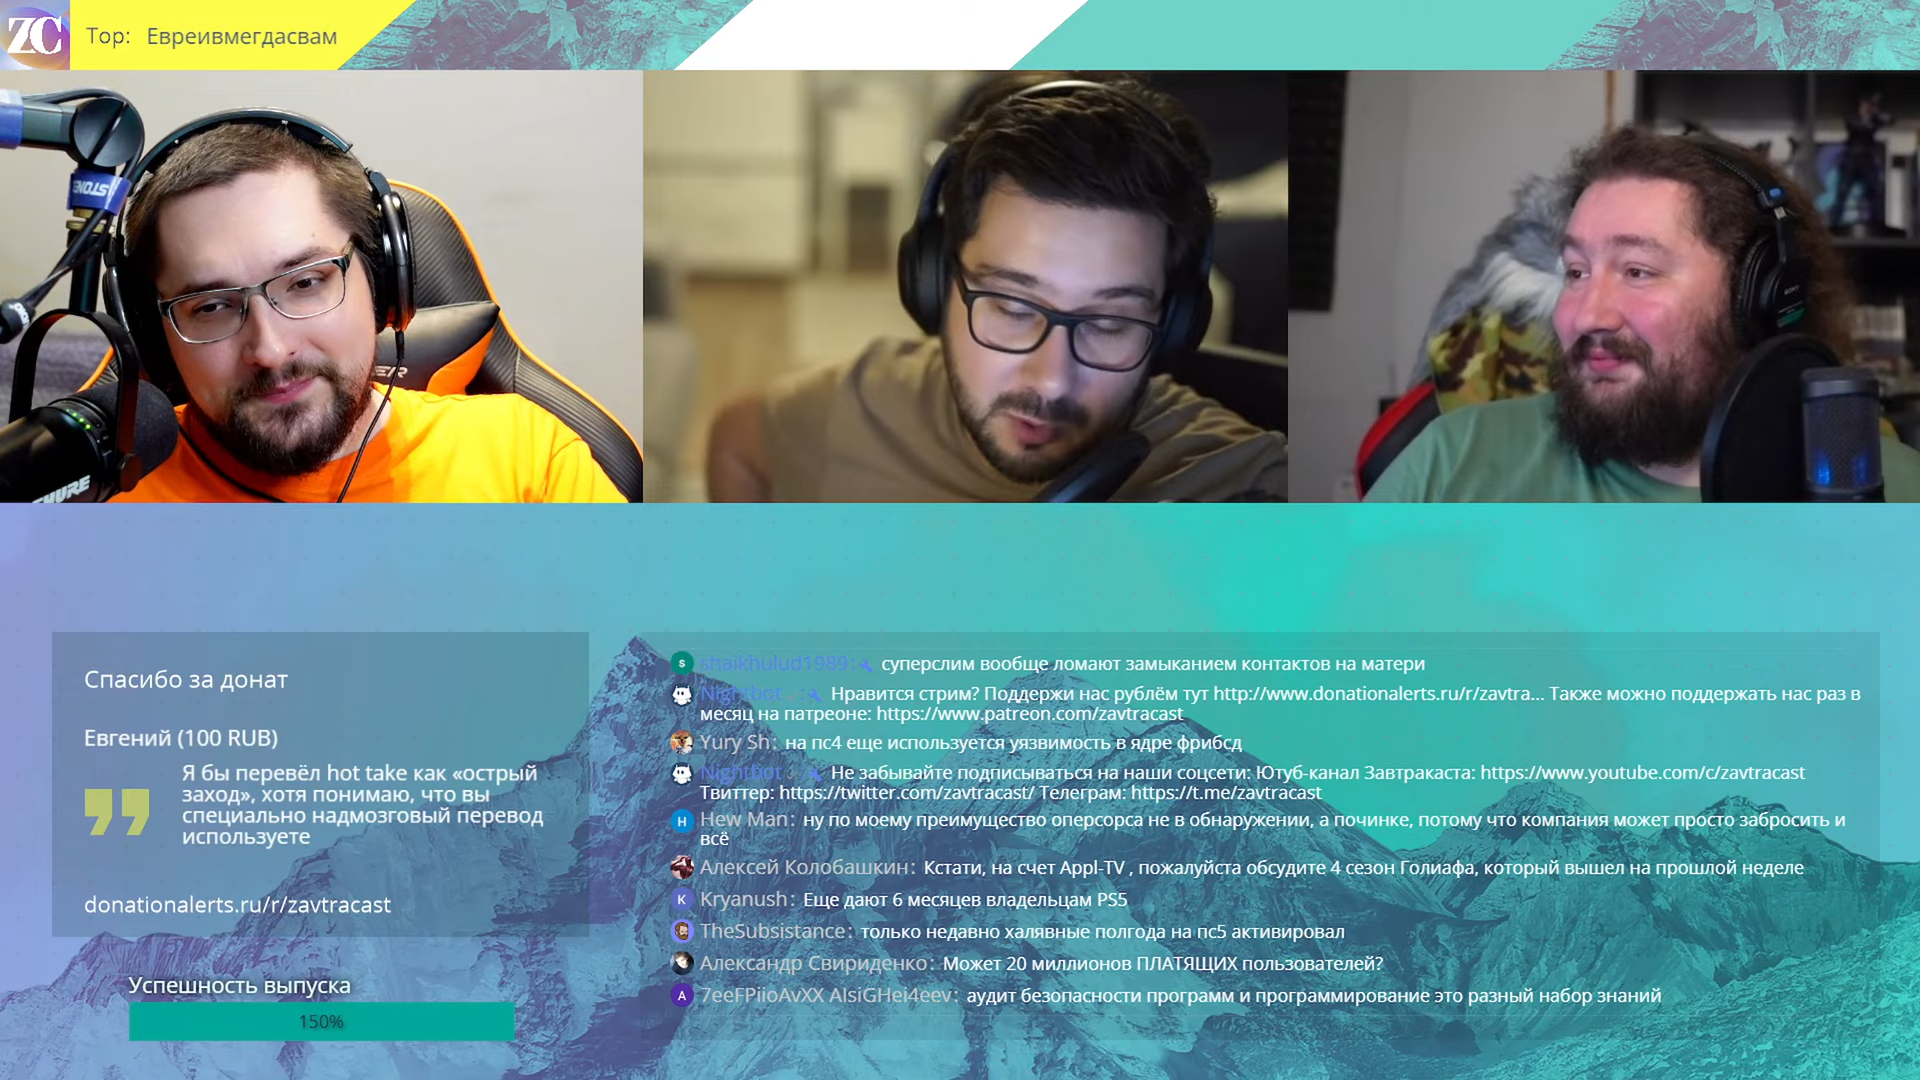 ZC
Top: Евреивмегдасвам
STONE
SHURE
SONY
Спасибо за донат
Евгений (100 RUB)
Я бы перевёл hot take как «острый
заход», хотя понимаю, что вы
специально надмозговый перевод
используете
donationalerts.ru/r/zavtracast
Успешность выпуска
150%
shaikhulud1989: суперслим вообще ломают замыканием контактов на матери
Nightbot: Нравится стрим? Поддержи нас рублём тут http://www.donationalerts.ru/r/zavtra... Также можно поддержать нас раз в
месяц на патреоне: https://www.patreon.com/zavtracast
Yury Sh: на пс4 еще используется уязвимость в ядре фрибсд
Nightbot: Не забывайте подписываться на наши соцсети: Ютуб-канал Завтракаста: https://www.youtube.com/c/zavtracast
Твиттер: https://twitter.com/zavtracast/ Телеграм: https://t.me/zavtracast
Hew Man: ну по моему преимущество оперсорса не в обнаружении, а починке, потому что компания может просто забросить и
всё
Алексей Колобашкин: Кстати, на счет Appl-TV , пожалуйста обсудите 4 сезон Голиафа, который вышел на прошлой неделе
Kryanush: Еще дают 6 месяцев владельцам PS5
TheSubsistance: только недавно халявные полгода на пс5 активировал
Александр Свириденко: Может 20 миллионов ПЛАТЯЩИХ пользователей?
7eeFPiioAvXX AlsiGHei4eev: аудит безопасности программ и программирование это разный набор знаний